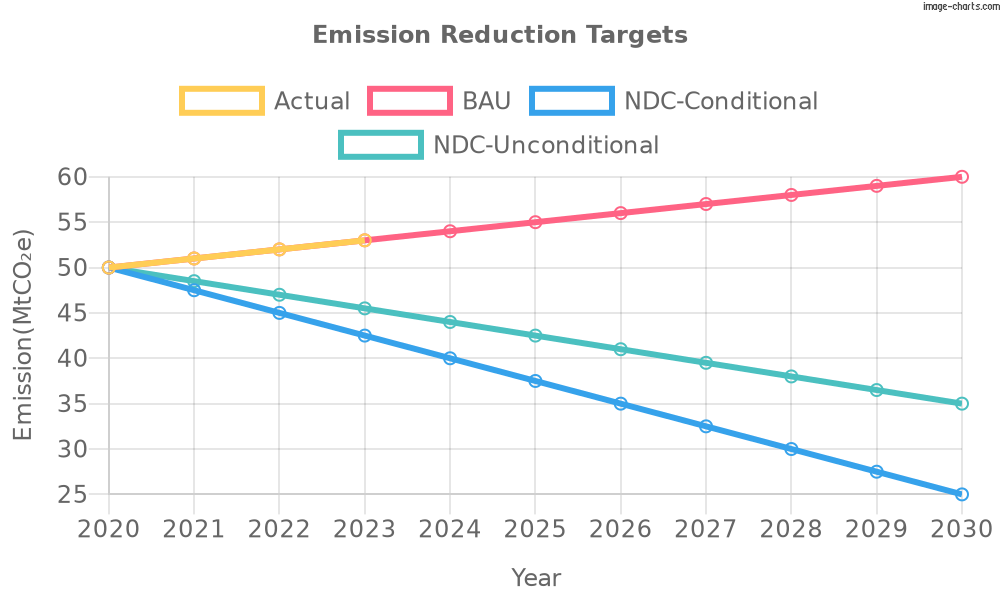 image-charts.com
Emission Reduction Targets
Actual BAU NDC-Conditional
NDC-Unconditional
60
55
50
45
40
35
30
25
Emission(MtCO₂e)
2020 2021 2022 2023 2024 2025 2026 2027 2028 2029 2030
Year